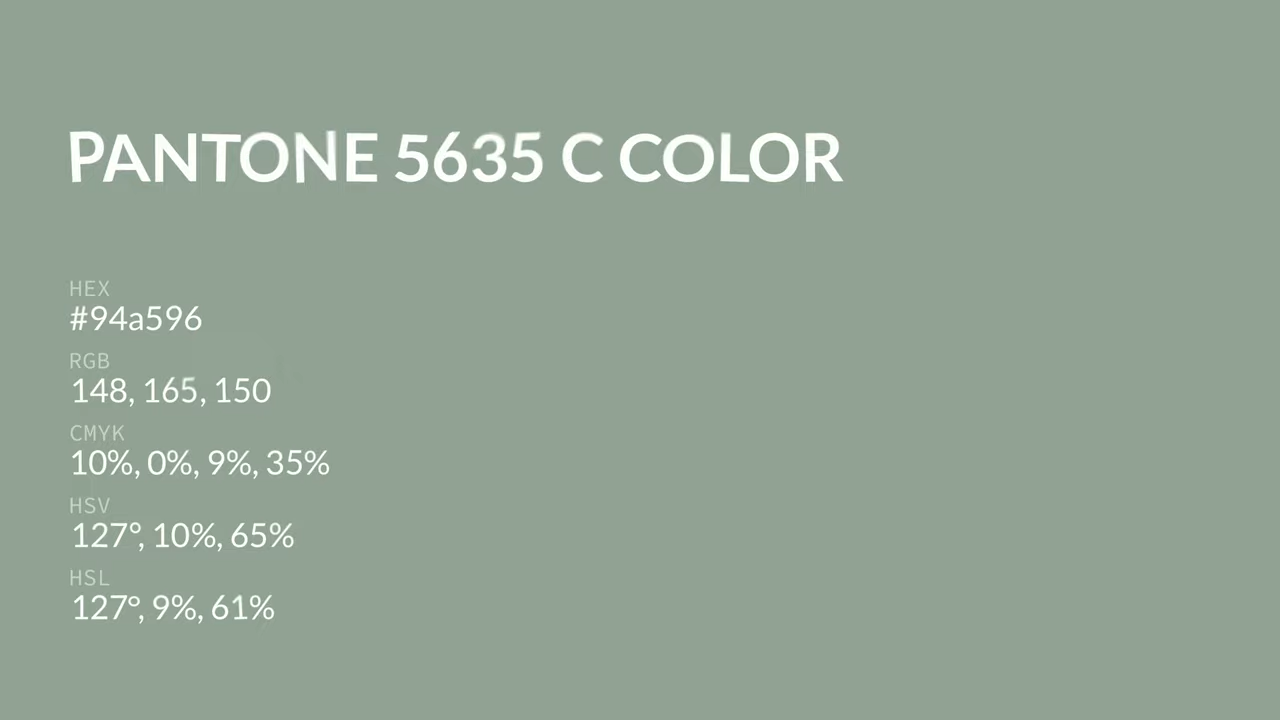 PANTONE 5635 C COLOR
HEX
#94a596
RGB
148, 165, 150
CMYK
10%, 0%, 9%, 35%
HSV
127°, 10%, 65%
HSL
127°, 9%, 61%